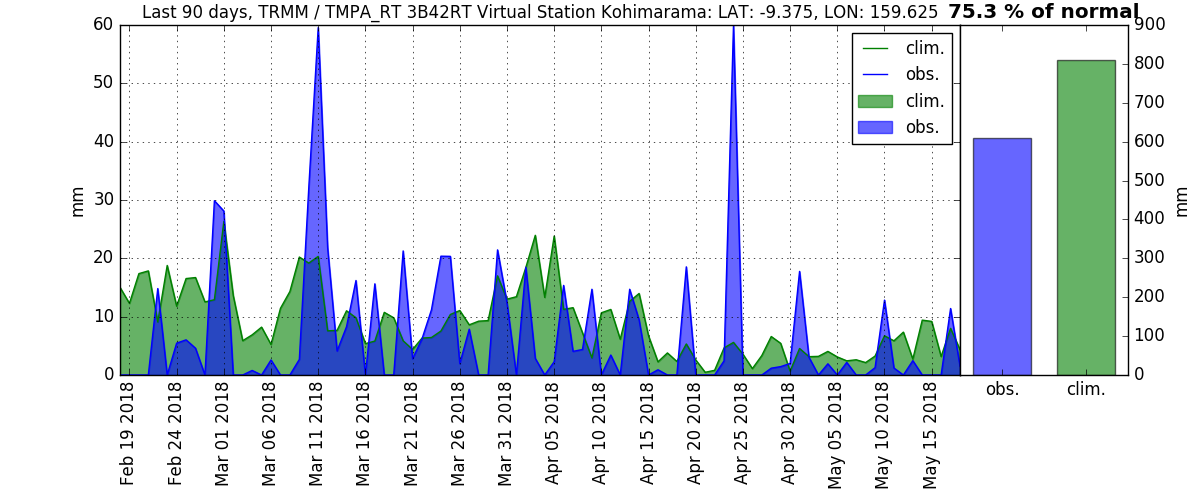 Last 90 days, TRMM / TMPA_RT 3B42RT Virtual Station Kohimarama: LAT: -9.375, LON: 159.625 75.3 % of normal
60
50
40
30
20
10
0
mm
clim.
obs.
clim.
obs.
Feb 19 2018
Feb 24 2018
Mar 01 2018
Mar 06 2018
Mar 11 2018
Mar 16 2018
Mar 21 2018
Mar 26 2018
Mar 31 2018
Apr 05 2018
Apr 10 2018
Apr 15 2018
Apr 20 2018
Apr 25 2018
Apr 30 2018
May 05 2018
May 10 2018
May 15 2018
900
800
700
600
500
400
300
200
100
0
mm
obs. clim.